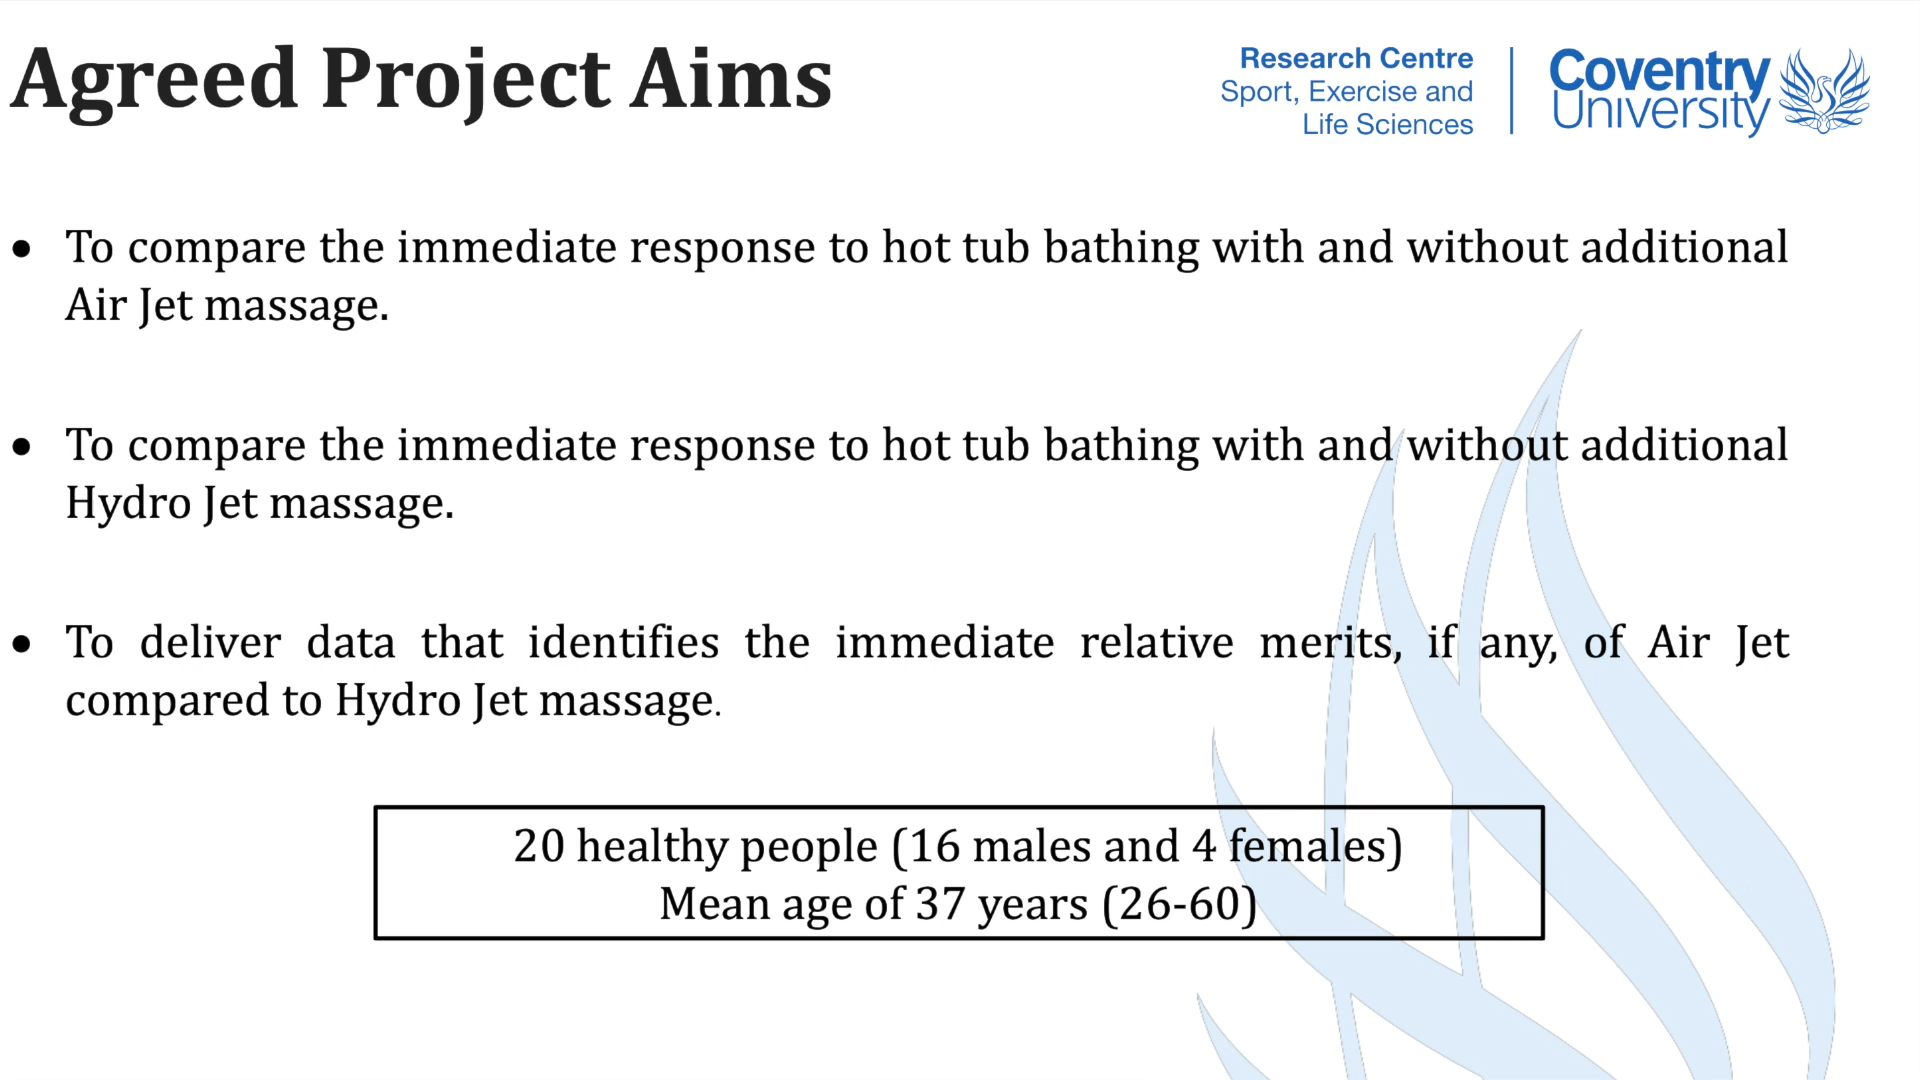 Agreed Project Aims
Research Centre
Sport, Exercise and
Life Sciences
Coventry
University
• To compare the immediate response to hot tub bathing with and without additional
Air Jet massage.
• To compare the immediate response to hot tub bathing with and without additional
Hydro Jet massage.
• To deliver data that identifies the immediate relative merits, if any, of Air Jet
compared to Hydro Jet massage.
20 healthy people (16 males and 4 females)
Mean age of 37 years (26-60)